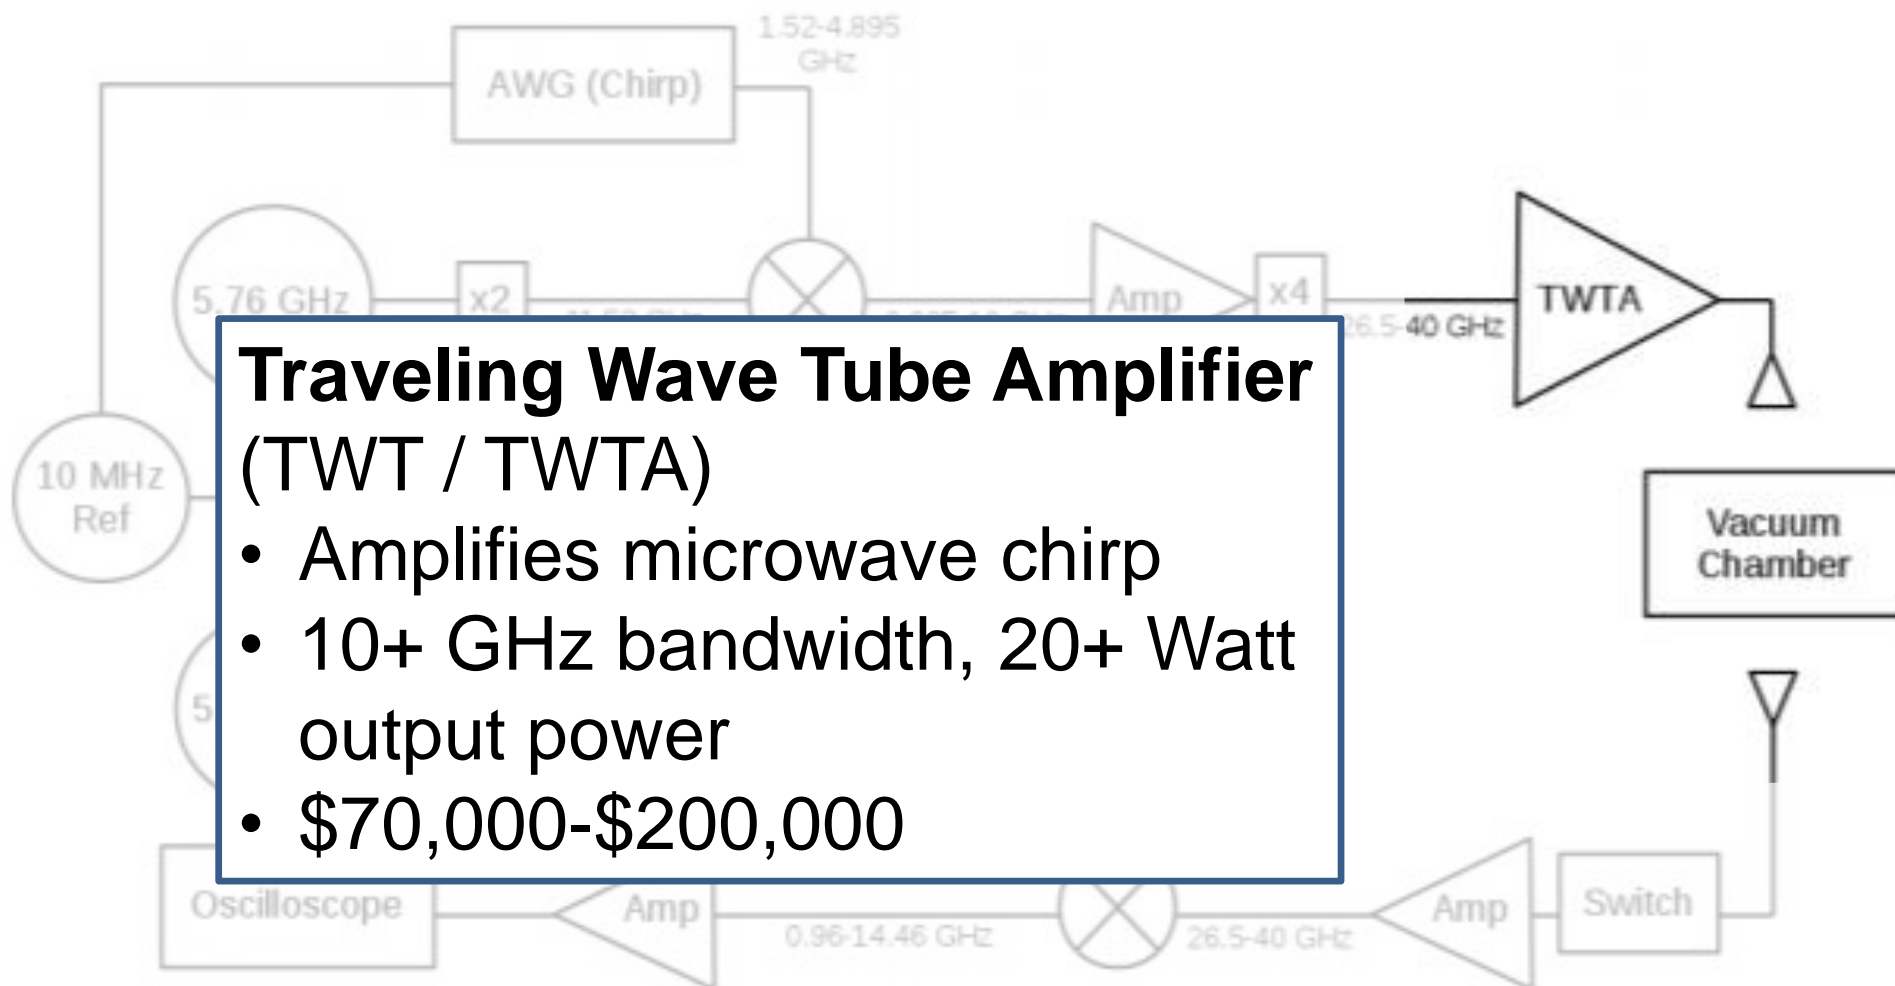 1.52-4.895
GHz
AWG (Chirp)
5.76 GHz
x2
Amp
x4
TWTA
26.5-40 GHz
Traveling Wave Tube Amplifier
(TWT / TWTA)
• Amplifies microwave chirp
• 10+ GHz bandwidth, 20+ Watt
output power
• $70,000-$200,000
10 MHz
Ref
Vacuum
Chamber
5
Oscilloscope
Amp
0.96-14.46 GHz
26.5-40 GHz
Amp
Switch